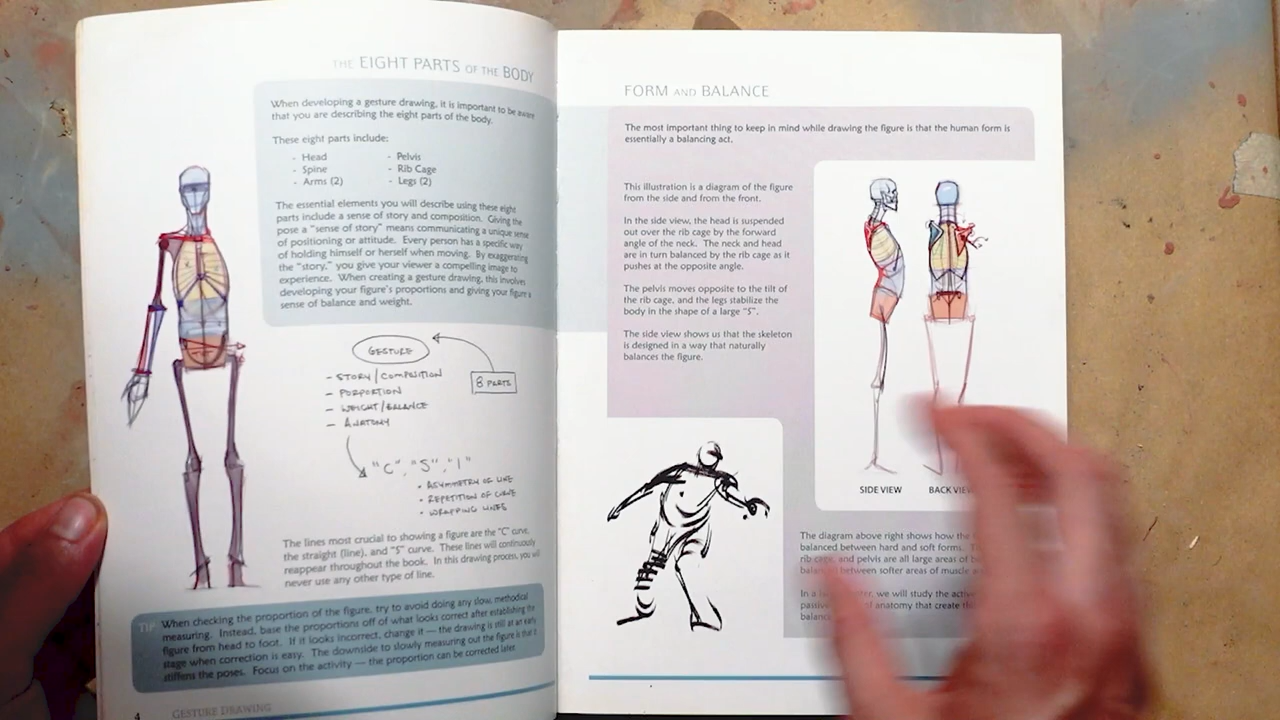 THE EIGHT PARTS OF THE BODY
When developing a gesture drawing, it is important to be aware
that you are describing the eight parts of the body.
These eight parts include:
- Head
- Spine
- Arms (2)
- Pelvis
- Rib Cage
- Legs (2)
The essential elements you will describe using these eight
parts include a sense of story and composition. Giving the
pose a "sense of story" means communicating a unique sense
of positioning or attitude. Every person has a specific way
of holding himself or herself when moving. By exaggerating
the "story," you give your viewer a compelling image to
experience. When creating a gesture drawing, this involves
developing your figure's proportions and giving your figure a
sense of balance and weight.
GESTURE
8 PARTS
- STORY/COMPOSITION
- PORPORTION
- WEIGHT/BALANCE
- ANATOMY
"C", "S", "I"
• ASYMMETRY OF LINE
• REPETITION OF CURVE
• WRAPPING LINES
The lines most crucial to showing a figure are the "C" curve,
the straight (line), and "S" curve. These lines will continuously
reappear throughout the book. In this drawing process, you will
never use any other type of line.
TIP When checking the proportion of the figure, try to avoid doing any slow, methodical
measuring. Instead, base the proportions off of what looks correct after establishing the
figure from head to foot. If it looks incorrect, change it — the drawing is still at an early
stage when correction is easy. The downside to slowly measuring out the figure is that it
stiffens the poses. Focus on the activity — the proportion can be corrected later.
4 GESTURE DRAWING
FORM AND BALANCE
The most important thing to keep in mind while drawing the figure is that the human form is
essentially a balancing act.
This illustration is a diagram of the figure
from the side and from the front.
In the side view, the head is suspended
out over the rib cage by the forward
angle of the neck. The neck and head
are in turn balanced by the rib cage as it
pushes at the opposite angle.
The pelvis moves opposite to the tilt of
the rib cage, and the legs stabilize the
body in the shape of a large "S".
The side view shows us that the skeleton
is designed in a way that naturally
balances the figure.
SIDE VIEW
BACK VIEW
The diagram above right shows how the
balanced between hard and soft forms.
rib cage, and pelvis are all large areas of
between softer areas of muscle
In a we will study the
of anatomy that create